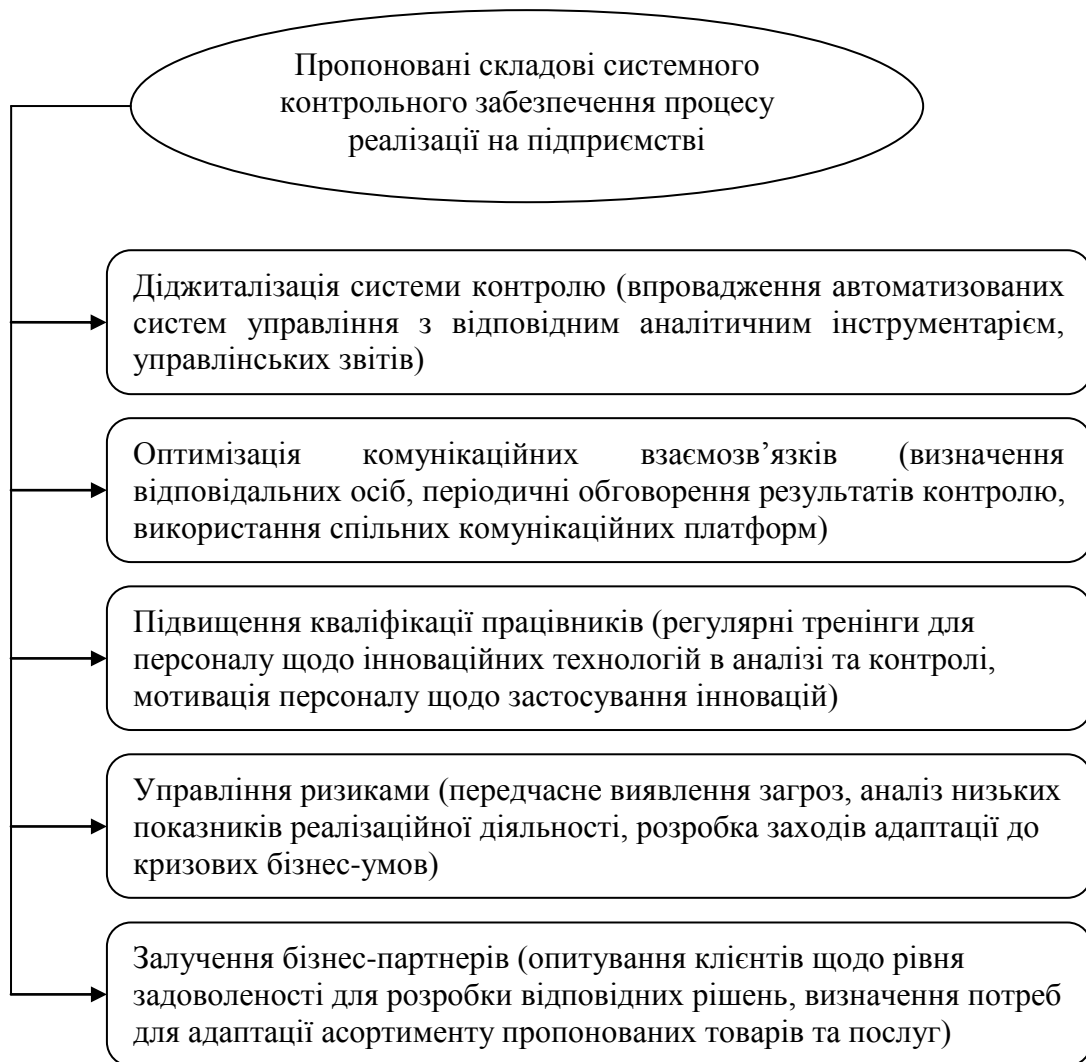 Пропоновані складові системного
контрольного забезпечення процесу
реалізації на підприємстві
Діджиталізація системи контролю (впровадження автоматизованих
систем управління з відповідним аналітичним інструментарієм,
управлінських звітів)
Оптимізація комунікаційних взаємозв’язків (визначення
відповідальних осіб, періодичні обговорення результатів контролю,
використання спільних комунікаційних платформ)
Підвищення кваліфікації працівників (регулярні тренінги для
персоналу щодо інноваційних технологій в аналізі та контролі,
мотивація персоналу щодо застосування інновацій)
Управління ризиками (передчасне виявлення загроз, аналіз низьких
показників реалізаційної діяльності, розробка заходів адаптації до
кризових бізнес-умов)
Залучення бізнес-партнерів (опитування клієнтів щодо рівня
задоволеності для розробки відповідних рішень, визначення потреб
для адаптації асортименту пропонованих товарів та послуг)